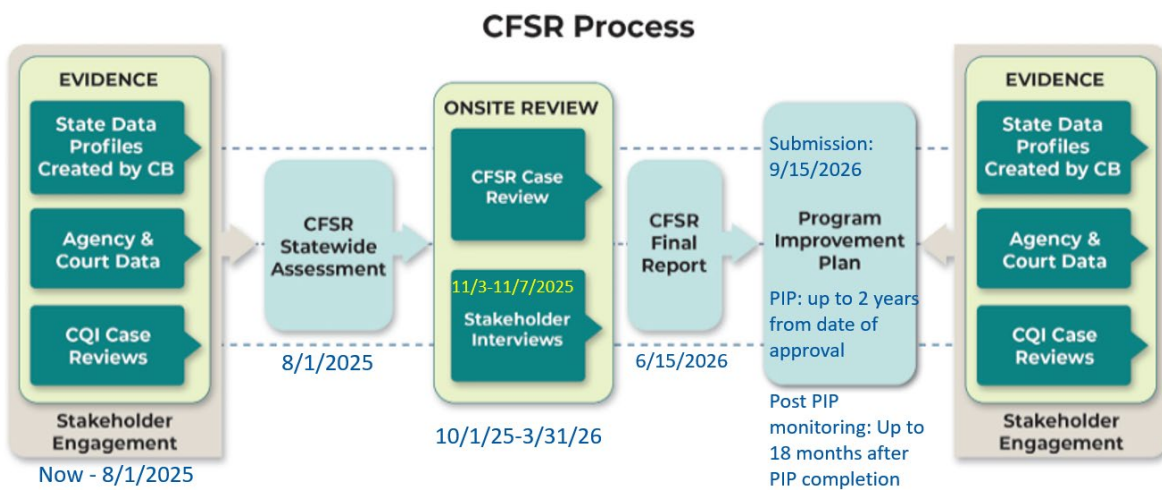 CFSR Process
EVIDENCE
State Data
Profiles
Created by CB
Agency &
Court Data
CQI Case
Reviews
Stakeholder
Engagement
Now - 8/1/2025
CFSR
Statewide
Assessment
8/1/2025
ONSITE REVIEW
CFSR Case
Review
11/3-11/7/2025
Stakeholder
Interviews
10/1/25-3/31/26
CFSR
Final
Report
6/15/2026
Submission:
9/15/2026
Program
Improvement
Plan
PIP: up to 2 years
from date of
approval
Post PIP
monitoring: Up to
18 months after
PIP completion
EVIDENCE
State Data
Profiles
Created by CB
Agency &
Court Data
CQI Case
Reviews
Stakeholder
Engagement